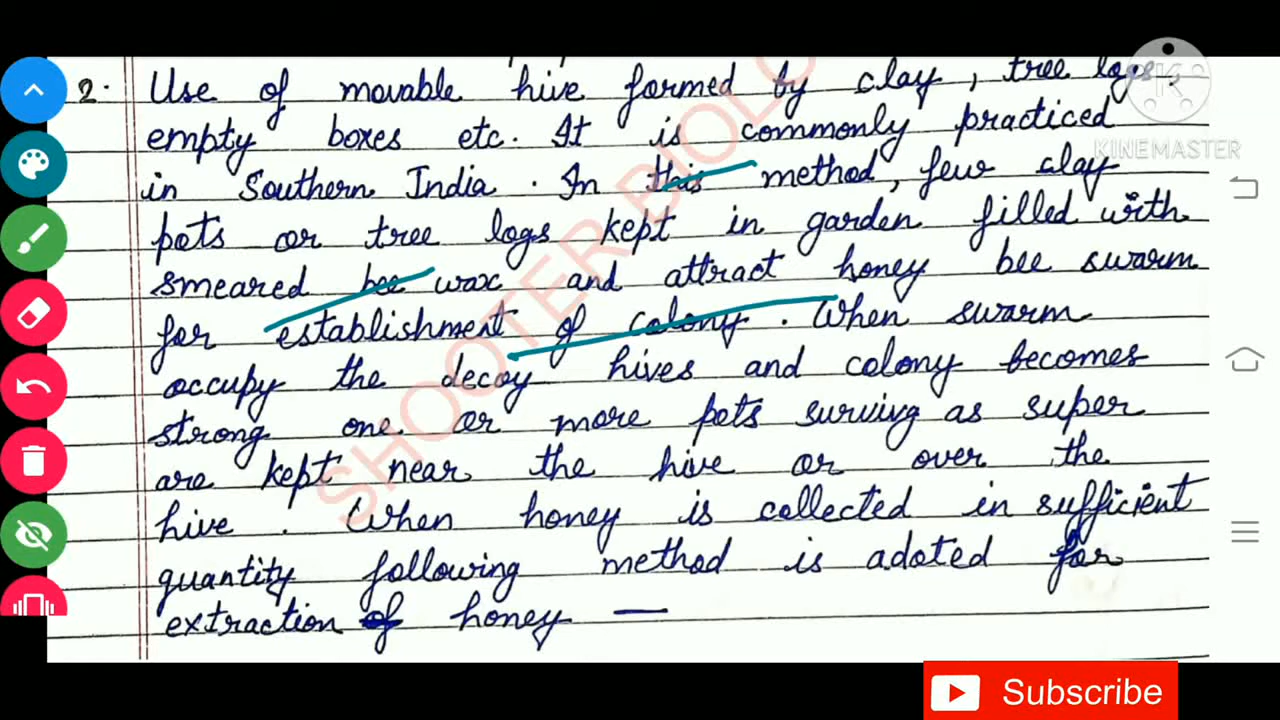 2. Use of movable hive formed by clay, tree logs,
empty boxes etc. It is commonly practiced
in Southern India. In this method, few clay
pots or tree logs kept in garden filled with
smeared bee wax and attract honey bee swarm
for establishment of colony. When swarm
occupy the decoy hives and colony becomes
strong one or more pots surving as super
are kept near the hive or over the
hive. When honey is collected in sufficient
quantity following method is adoted for
extraction of honey —
SHOOTER BIOLO
K
KINEMASTER
Subscribe